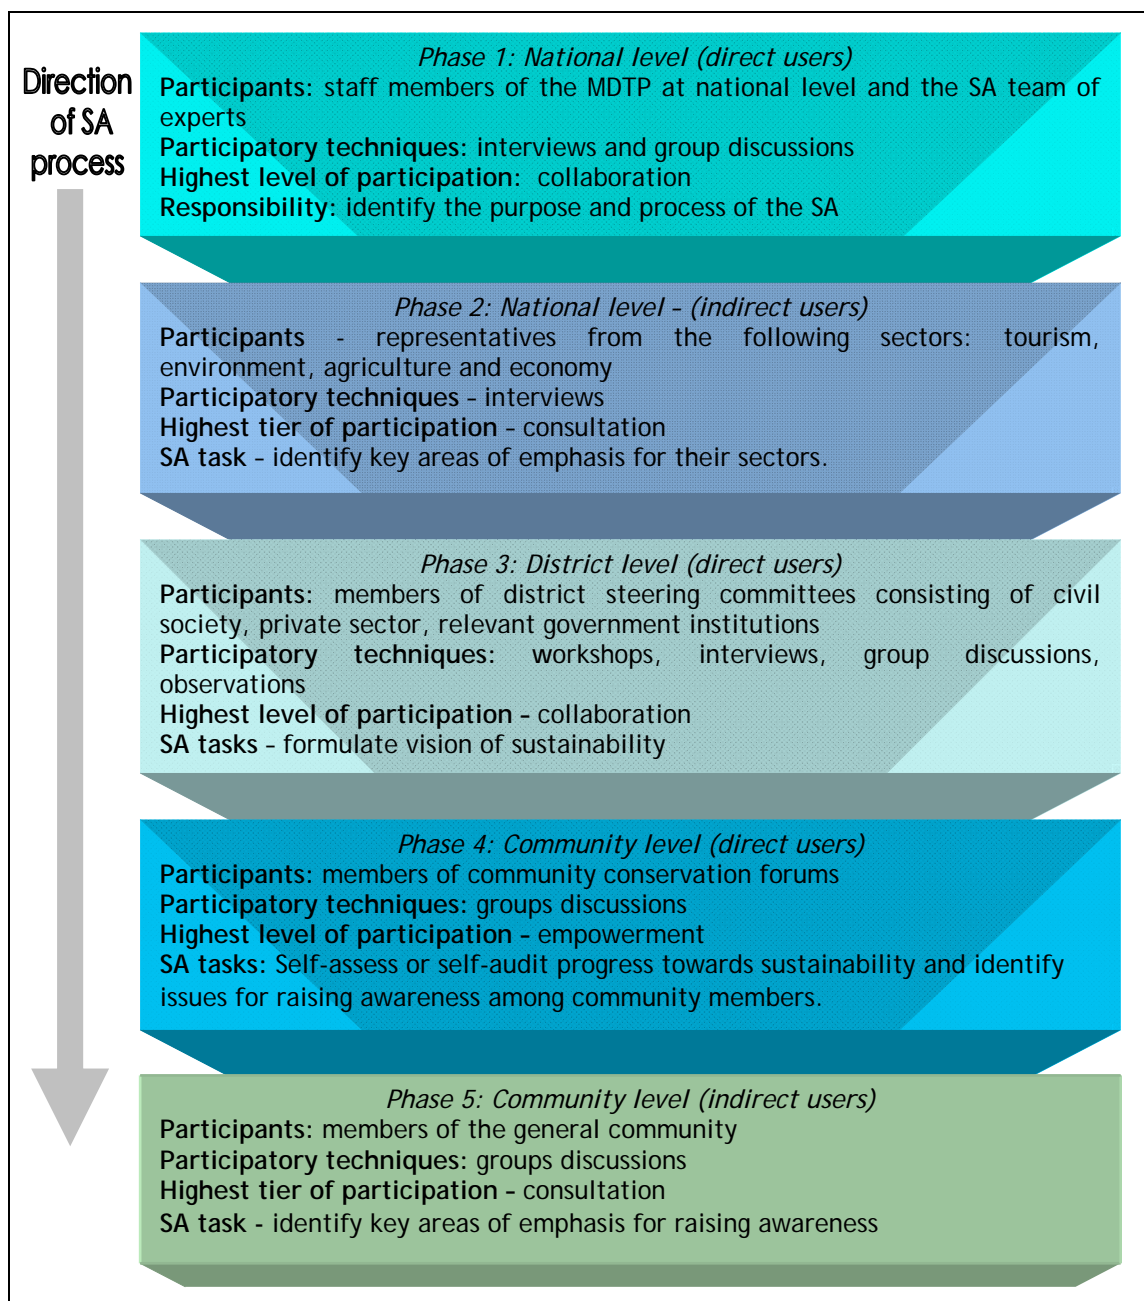 Direction
of SA
process
Phase 1: National level (direct users)
Participants: staff members of the MDTP at national level and the SA team of
experts
Participatory techniques: interviews and group discussions
Highest level of participation: collaboration
Responsibility: identify the purpose and process of the SA
Phase 2: National level – (indirect users)
Participants - representatives from the following sectors: tourism,
environment, agriculture and economy
Participatory techniques – interviews
Highest tier of participation – consultation
SA task – identify key areas of emphasis for their sectors.
Phase 3: District level (direct users)
Participants: members of district steering committees consisting of civil
society, private sector, relevant government institutions
Participatory techniques: workshops, interviews, group discussions,
observations
Highest level of participation – collaboration
SA tasks – formulate vision of sustainability
Phase 4: Community level (direct users)
Participants: members of community conservation forums
Participatory techniques: groups discussions
Highest level of participation – empowerment
SA tasks: Self-assess or self-audit progress towards sustainability and identify
issues for raising awareness among community members.
Phase 5: Community level (indirect users)
Participants: members of the general community
Participatory techniques: groups discussions
Highest tier of participation – consultation
SA task - identify key areas of emphasis for raising awareness